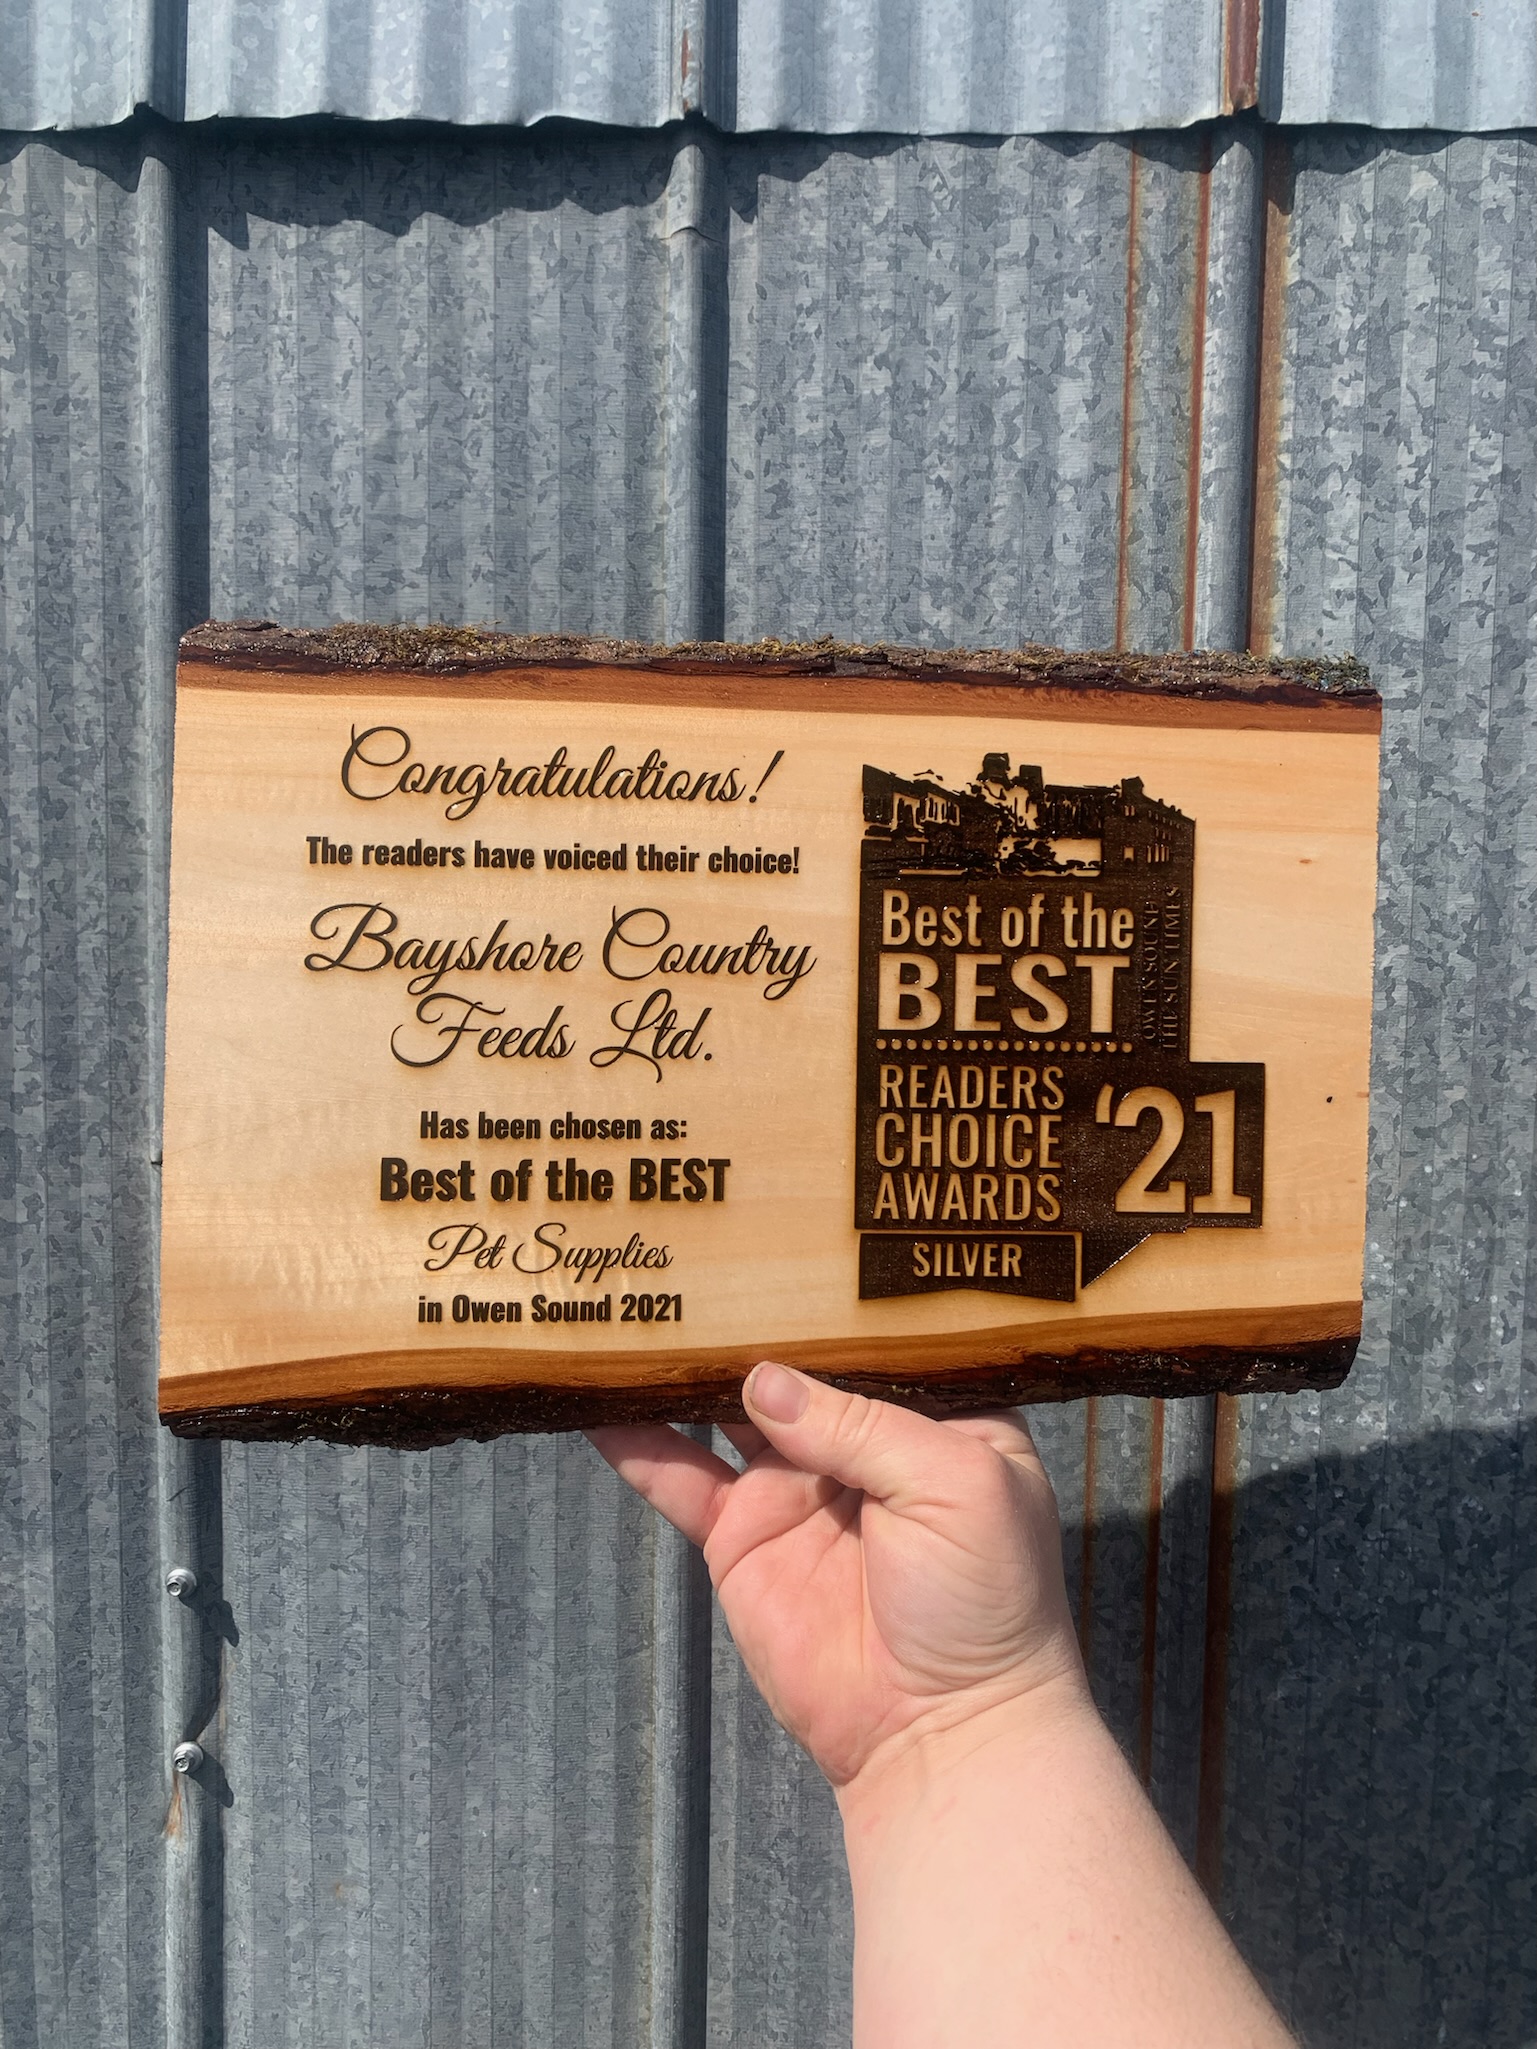 Congratulations!
The readers have voiced their choice!
Bayshore Country
Feeds Ltd.
Has been chosen as:
Best of the BEST
Pet Supplies
in Owen Sound 2021
Best of the
BEST
OWEN SOUND
THE SUN TIMES
READERS
CHOICE
AWARDS
'21
SILVER